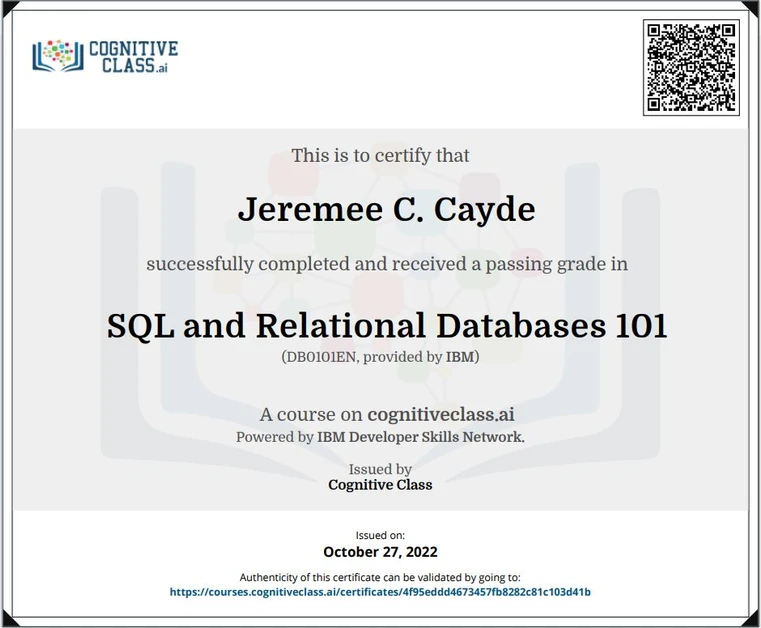 COGNITIVE
CLASS.ai
This is to certify that
Jeremee C. Cayde
successfully completed and received a passing grade in
SQL and Relational Databases 101
(DB0101EN, provided by IBM)
A course on cognitiveclass.ai
Powered by IBM Developer Skills Network.
Issued by
Cognitive Class
Issued on:
October 27, 2022
Authenticity of this certificate can be validated by going to:
https://courses.cognitiveclass.ai/certificates/4f95eddd4673457fb8282c81c103d41b